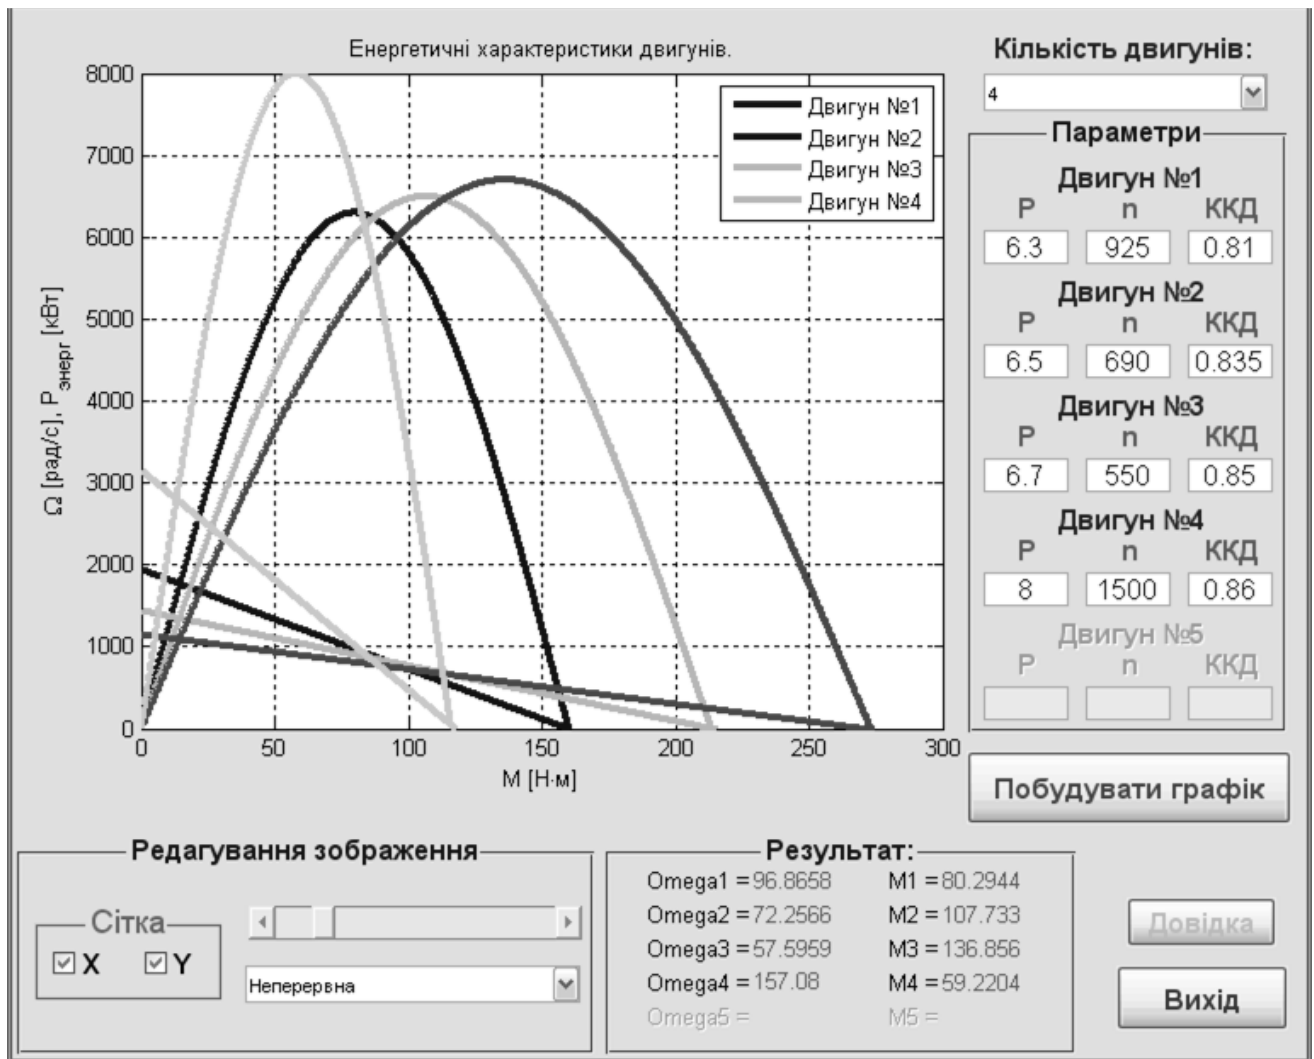 Енергетичні характеристики двигунів.
8000
7000
6000
5000
4000
3000
2000
1000
0
Ω [рад/с], Pэнерг [кВт]
0 50 100 150 200 250 300
М [Н·м]
Двигун №1
Двигун №2
Двигун №3
Двигун №4
Кількість двигунів:
4
Параметри
Двигун №1
P n ККД
6.3 925 0.81
Двигун №2
P n ККД
6.5 690 0.835
Двигун №3
P n ККД
6.7 550 0.85
Двигун №4
P n ККД
8 1500 0.86
Двигун №5
P n ККД
Побудувати графік
Редагування зображення
Сітка
X Y
Неперервна
Результат:
Omega1 = 96.8658 M1 = 80.2944
Omega2 = 72.2566 M2 = 107.733
Omega3 = 57.5959 M3 = 136.856
Omega4 = 157.08 M4 = 59.2204
Omega5 = M5 =
Довідка
Вихід